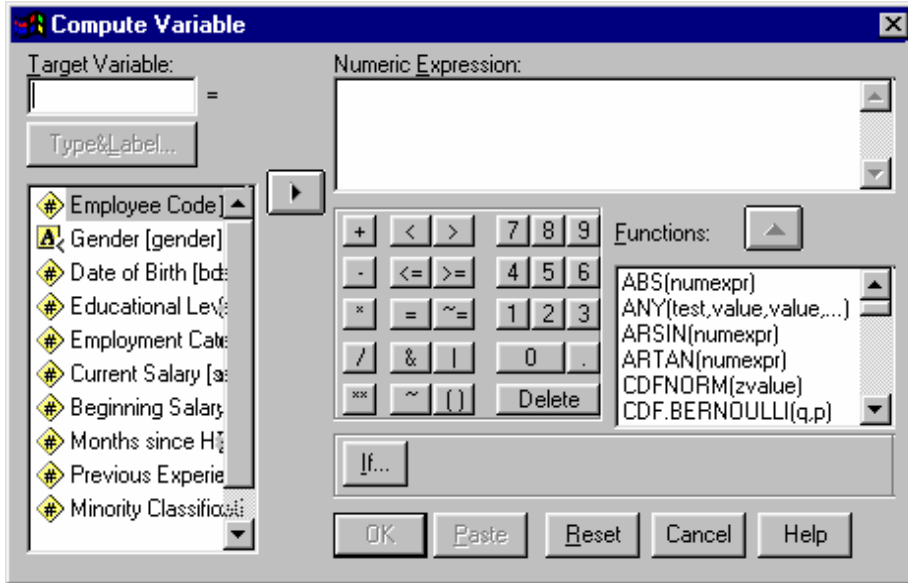 Compute Variable
Target Variable:
=
Type&Label...
Numeric Expression:
Employee Code]
Gender [gender]
Date of Birth [bd
Educational Lev
Employment Cate
Current Salary [s
Beginning Salary
Months since H
Previous Experie
Minority Classificati
+ < > 7 8 9
- <= >= 4 5 6
* = ~= 1 2 3
/ & | 0 .
** ~ ( ) Delete
Functions:
ABS(numexpr)
ANY(test,value,value,...)
ARSIN(numexpr)
ARTAN(numexpr)
CDFNORM(zvalue)
CDF.BERNOULLI(q,p)
If...
OK Paste Reset Cancel Help